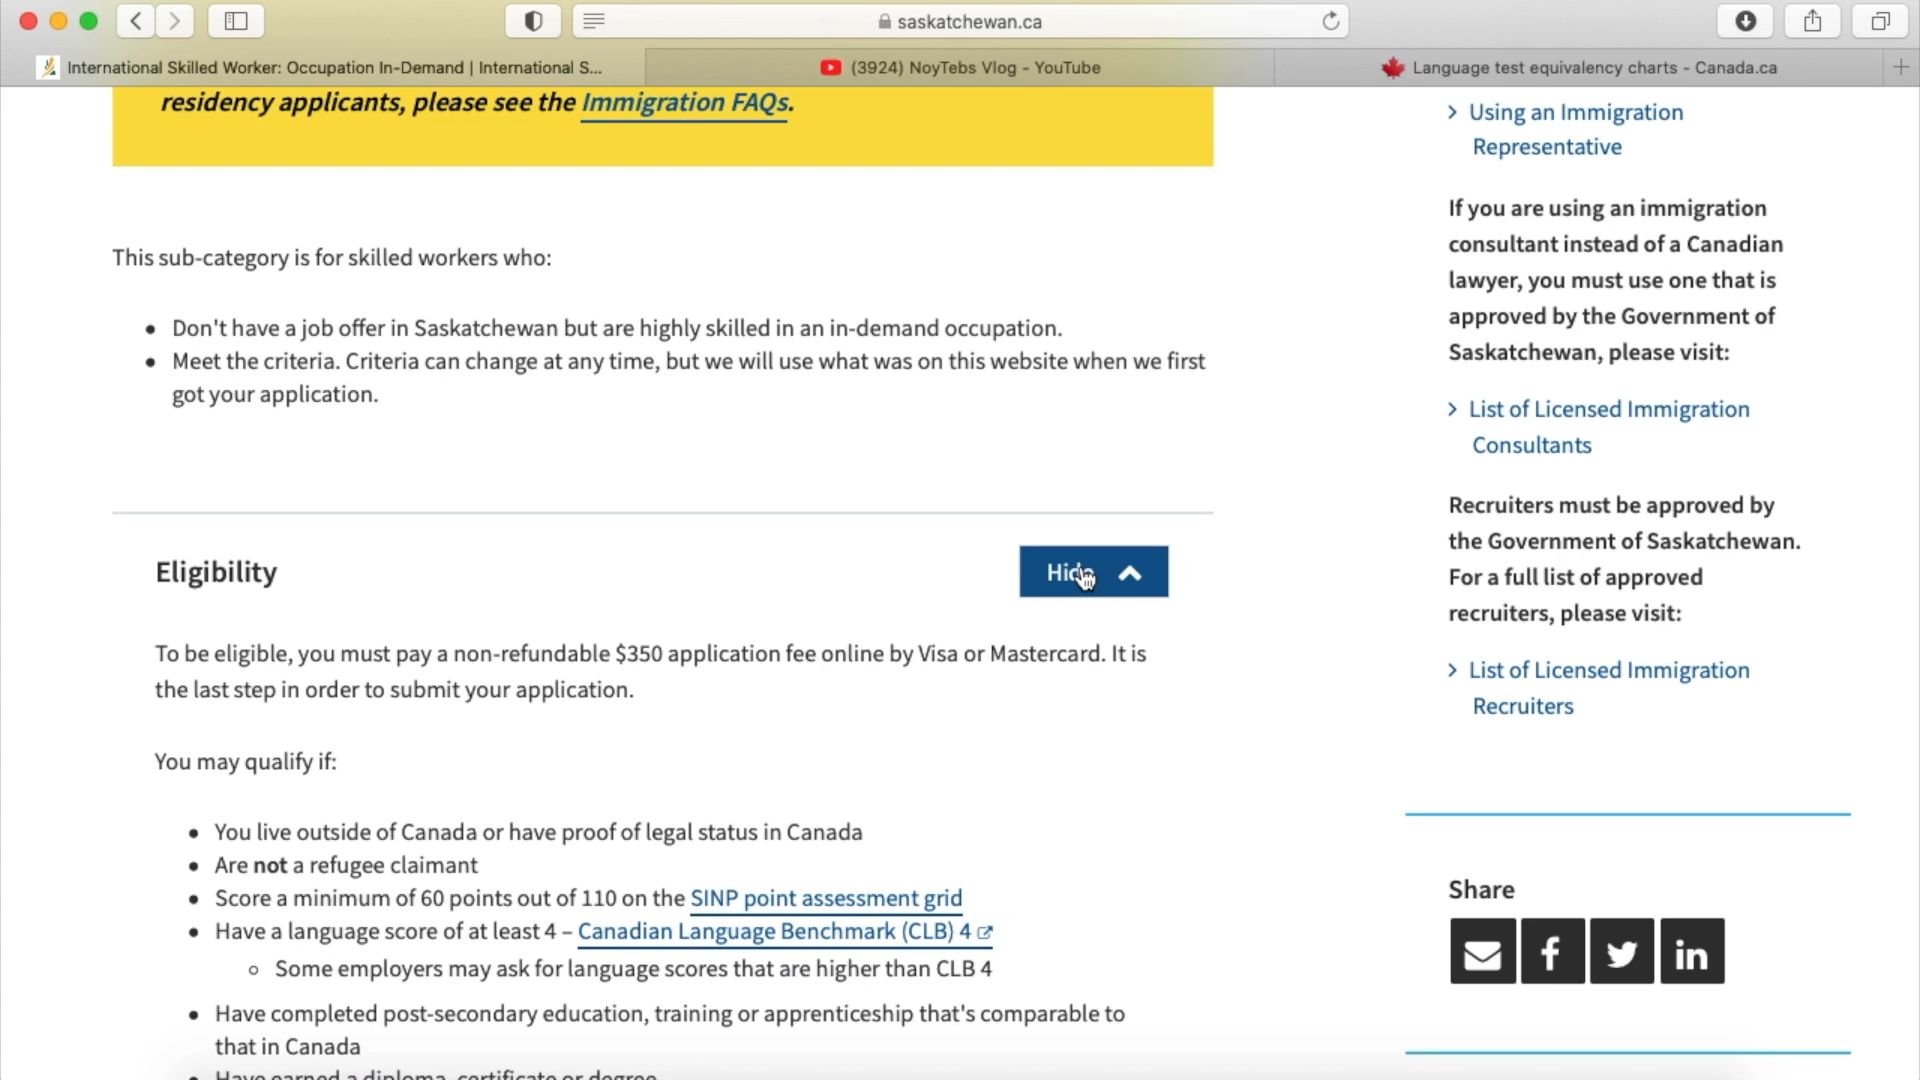 saskatchewan.ca
International Skilled Worker: Occupation In-Demand | International S...
(3924) NoyTebs Vlog - YouTube
Language test equivalency charts - Canada.ca
residency applicants, please see the Immigration FAQs.
This sub-category is for skilled workers who:
• Don't have a job offer in Saskatchewan but are highly skilled in an in-demand occupation.
• Meet the criteria. Criteria can change at any time, but we will use what was on this website when we first
got your application.
Eligibility
Hide
To be eligible, you must pay a non-refundable $350 application fee online by Visa or Mastercard. It is
the last step in order to submit your application.
You may qualify if:
• You live outside of Canada or have proof of legal status in Canada
• Are not a refugee claimant
• Score a minimum of 60 points out of 110 on the SINP point assessment grid
• Have a language score of at least 4 – Canadian Language Benchmark (CLB) 4
○ Some employers may ask for language scores that are higher than CLB 4
• Have completed post-secondary education, training or apprenticeship that's comparable to
that in Canada
• Have earned a diploma, certificate or degree
> Using an Immigration
Representative
If you are using an immigration
consultant instead of a Canadian
lawyer, you must use one that is
approved by the Government of
Saskatchewan, please visit:
> List of Licensed Immigration
Consultants
Recruiters must be approved by
the Government of Saskatchewan.
For a full list of approved
recruiters, please visit:
> List of Licensed Immigration
Recruiters
Share